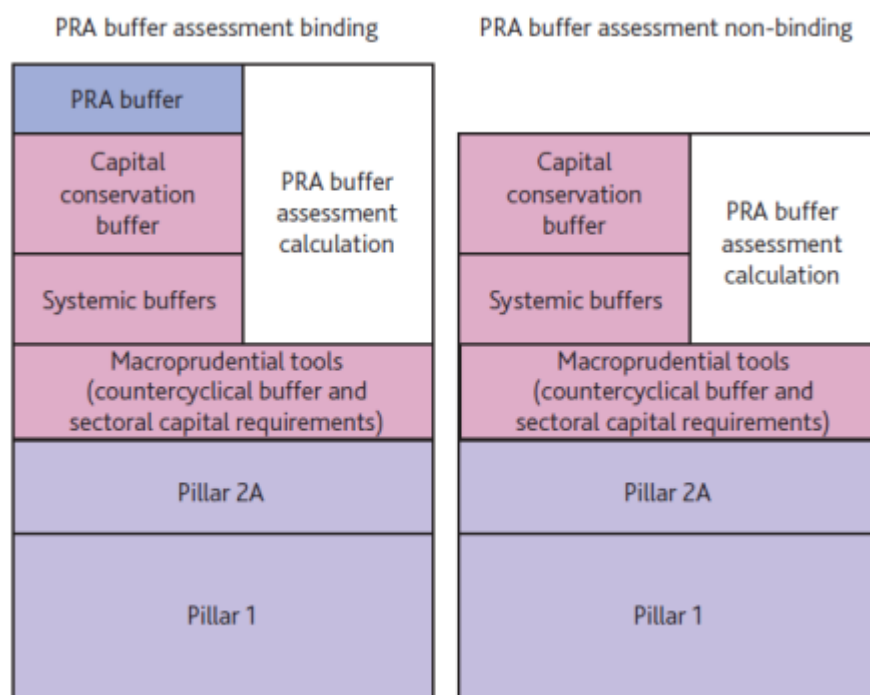 PRA buffer assessment binding
PRA buffer
Capital
conservation
buffer
Systemic buffers
PRA buffer
assessment
calculation
Macroprudential tools
(countercyclical buffer and
sectoral capital requirements)
Pillar 2A
Pillar 1
PRA buffer assessment non-binding
Capital
conservation
buffer
Systemic buffers
PRA buffer
assessment
calculation
Macroprudential tools
(countercyclical buffer and
sectoral capital requirements)
Pillar 2A
Pillar 1